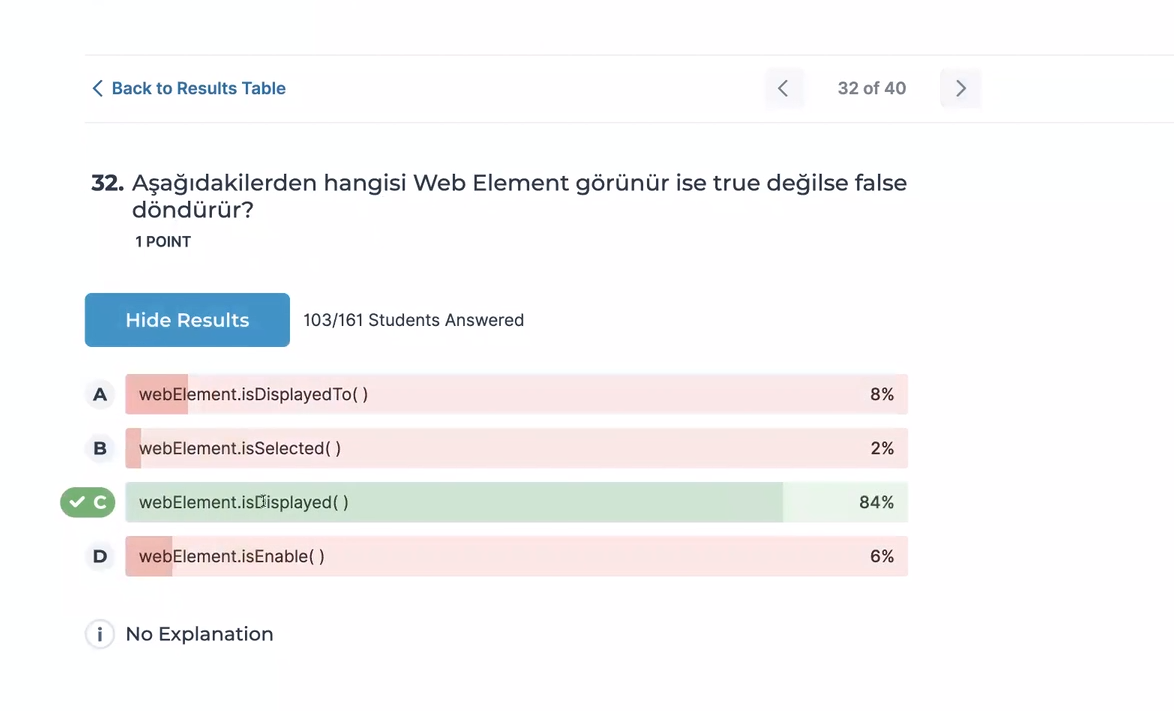 Back to Results Table
32 of 40
32. Aşağıdakilerden hangisi Web Element görünür ise true değilse false
döndürür?
1 POINT
Hide Results 103/161 Students Answered
A webElement.isDisplayedTo( ) 8%
B webElement.isSelected( ) 2%
C webElement.isDisplayed( ) 84%
D webElement.isEnable( ) 6%
i No Explanation